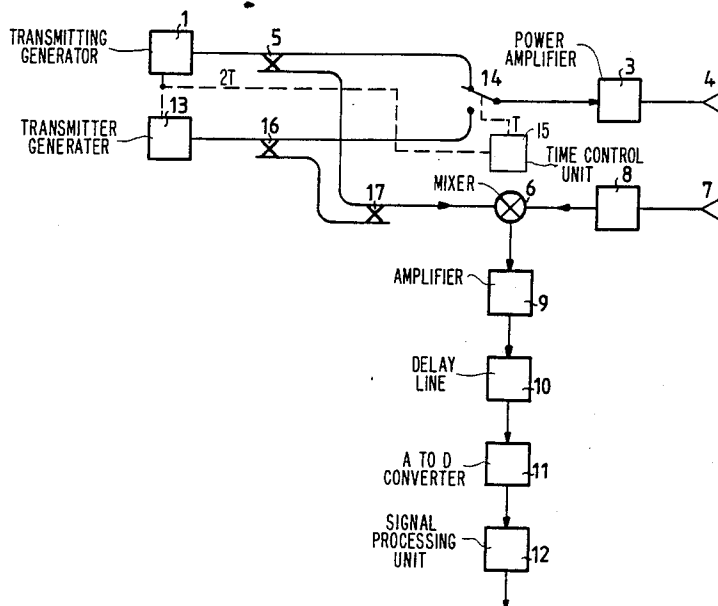 1
TRANSMITTING
GENERATOR
5
POWER
AMPLIFIER
3
4
14
2T
13
TRANSMITTER
GENERATER
16
T
15
TIME CONTROL
UNIT
17
MIXER
6
8
7
AMPLIFIER
9
DELAY
LINE
10
A TO D
CONVERTER
11
SIGNAL
PROCESSING
UNIT
12